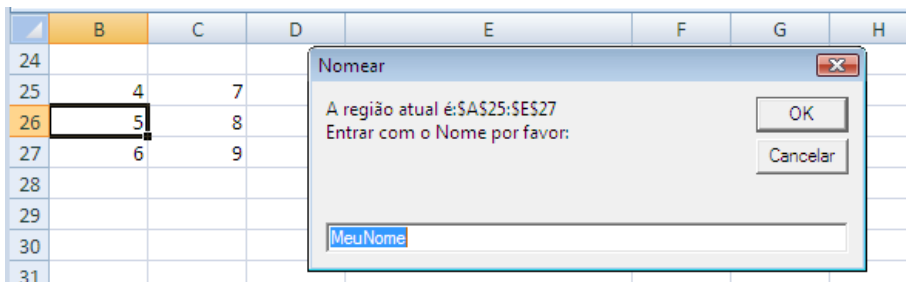 B C D E F G H
24
25 4 7
26 5 8
27 6 9
28
29
30
31
Nomear
A região atual é:$A$25:$E$27
Entrar com o Nome por favor:
OK
Cancelar
MeuNome